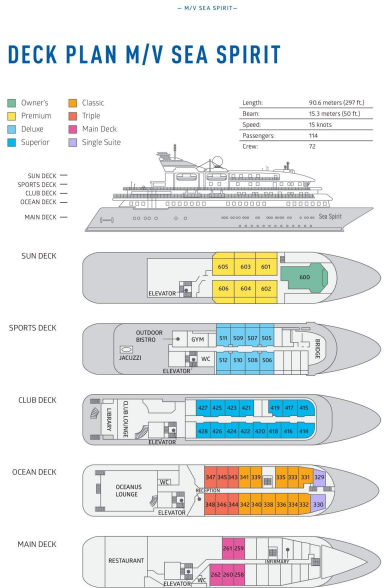 — M/V SEA SPIRIT—
DECK PLAN M/V SEA SPIRIT
Owner's
Premium
Deluxe
Superior
Classic
Triple
Main Deck
Single Suite
Length: 90.6 meters (297 ft.)
Beam: 15.3 meters (50 ft.)
Speed: 15 knots
Passengers: 114
Crew: 72
SUN DECK
SPORTS DECK
CLUB DECK
OCEAN DECK
MAIN DECK
Sea Spirit
SUN DECK
605 603 601
600
606 604 602
ELEVATOR
SPORTS DECK
OUTDOOR
BISTRO
GYM
511 509 507 505
BRIDGE
JACUZZI
WC
512 510 508 506
ELEVATOR
CLUB DECK
LIBRARY
CLUB LOUNGE
427 425 423 421 419 417 415
428 426 424 422 420 418 416 414
ELEVATOR
OCEAN DECK
OCEANUS
LOUNGE
WC
347 345 343 341 339 335 333 331 329
RECEPTION
348 346 344 342 340 338 336 334 332 330
ELEVATOR
MAIN DECK
RESTAURANT
261 259
INFIRMARY
262 260 258
WC
ELEVATOR